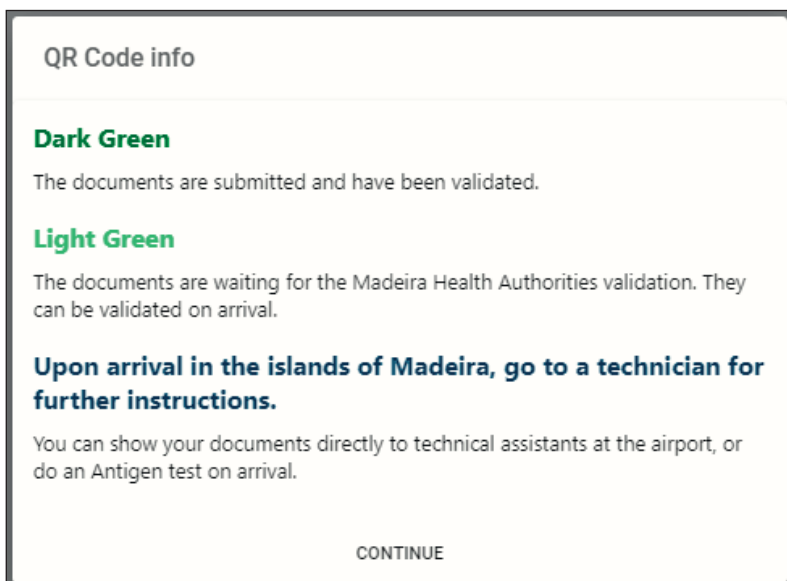 QR Code info
Dark Green
The documents are submitted and have been validated.
Light Green
The documents are waiting for the Madeira Health Authorities validation. They
can be validated on arrival.
Upon arrival in the islands of Madeira, go to a technician for
further instructions.
You can show your documents directly to technical assistants at the airport, or
do an Antigen test on arrival.
CONTINUE